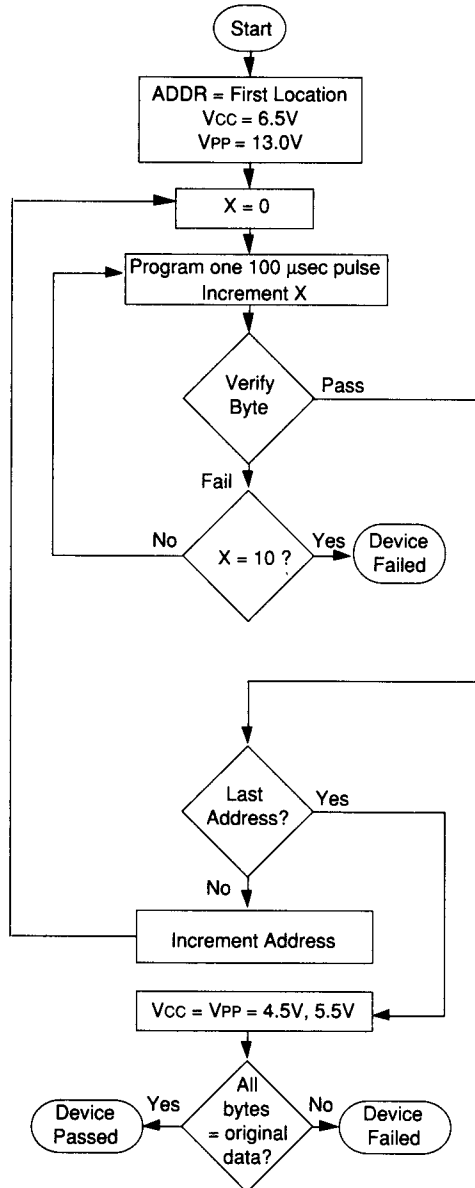 Start
ADDR = First Location
VCC = 6.5V
VPP = 13.0V
X = 0
Program one 100 μsec pulse
Increment X
Verify
Byte
Pass
Fail
No
X = 10 ?
Yes
Device
Failed
Last
Address?
Yes
No
Increment Address
VCC = VPP = 4.5V, 5.5V
Device
Passed
Yes
All
bytes
= original
data?
No
Device
Failed